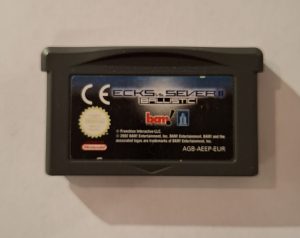 CE ECKS vs. SEVER II
BALLISTIC
bam!
Nintendo
© Franchise Interactive LLC.
© 2002 BAM! Entertainment, Inc. BAM! Entertainment, BAM! and the
associated logos are trademarks of BAM! Entertainment, Inc.
AGB-AEEP-EUR